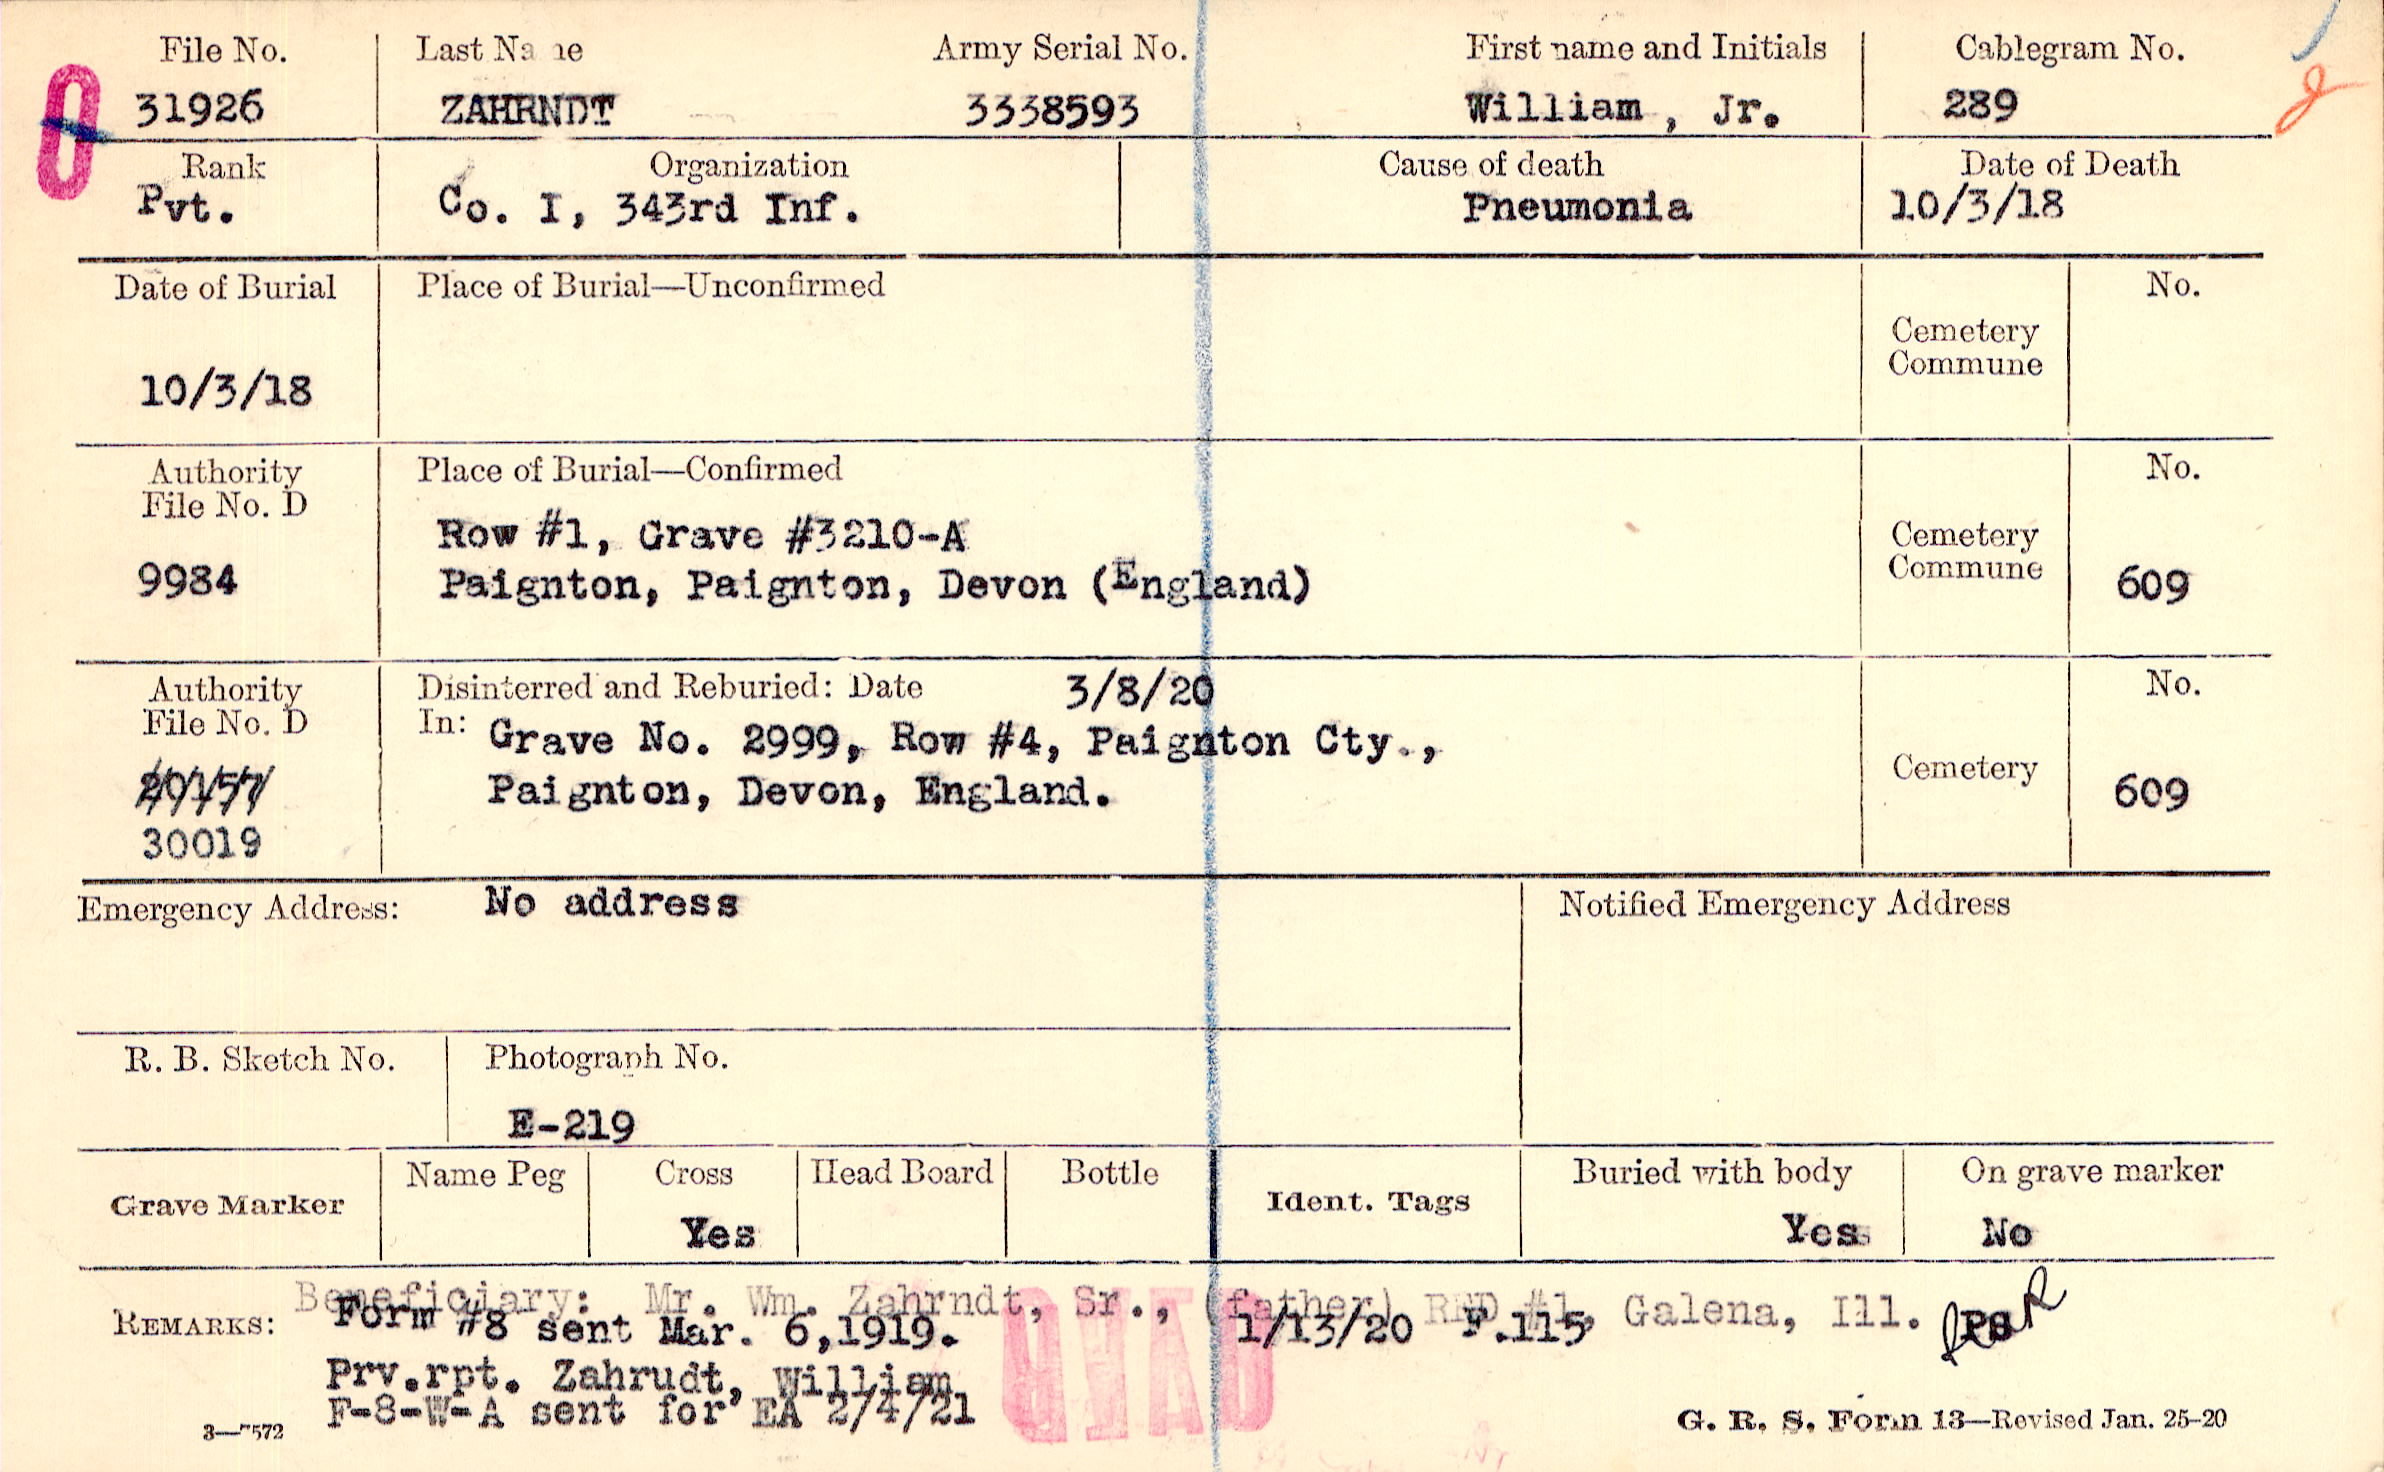 File No. Last Name Army Serial No. First name and Initials Cablegram No.
31926 ZAHRNDT 3338593 William, Jr. 289
Rank Organization Cause of death Date of Death
Pvt. Co. I, 343rd Inf. Pneumonia 10/3/18
Date of Burial Place of Burial—Unconfirmed No.
Cemetery
Commune
10/3/18
Authority Place of Burial—Confirmed No.
File No. D
Row #1, Grave #3210-A Cemetery
9984 Paignton, Paignton, Devon (England) Commune 609
Authority Disinterred and Reburied: Date 3/8/20 No.
File No. D In: Grave No. 2999, Row #4, Paignton Cty.,
20157 Paignton, Devon, England. Cemetery 609
30019
Emergency Address: No address Notified Emergency Address
R. B. Sketch No. Photograph No.
E-219
Grave Marker Name Peg Cross Head Board Bottle Ident. Tags Buried with body On grave marker
Yes Yes No
Beneficiary: Mr. Wm. Zahrndt, Sr., (father) RFD #1, Galena, Ill.
REMARKS: Form #8 sent Mar. 6,1919. 1/13/20 F.115
Prv.rpt. Zahrudt, William
F-8-W-A sent for EA 2/4/21
G. R. S. Form 13—Revised Jan. 25-20